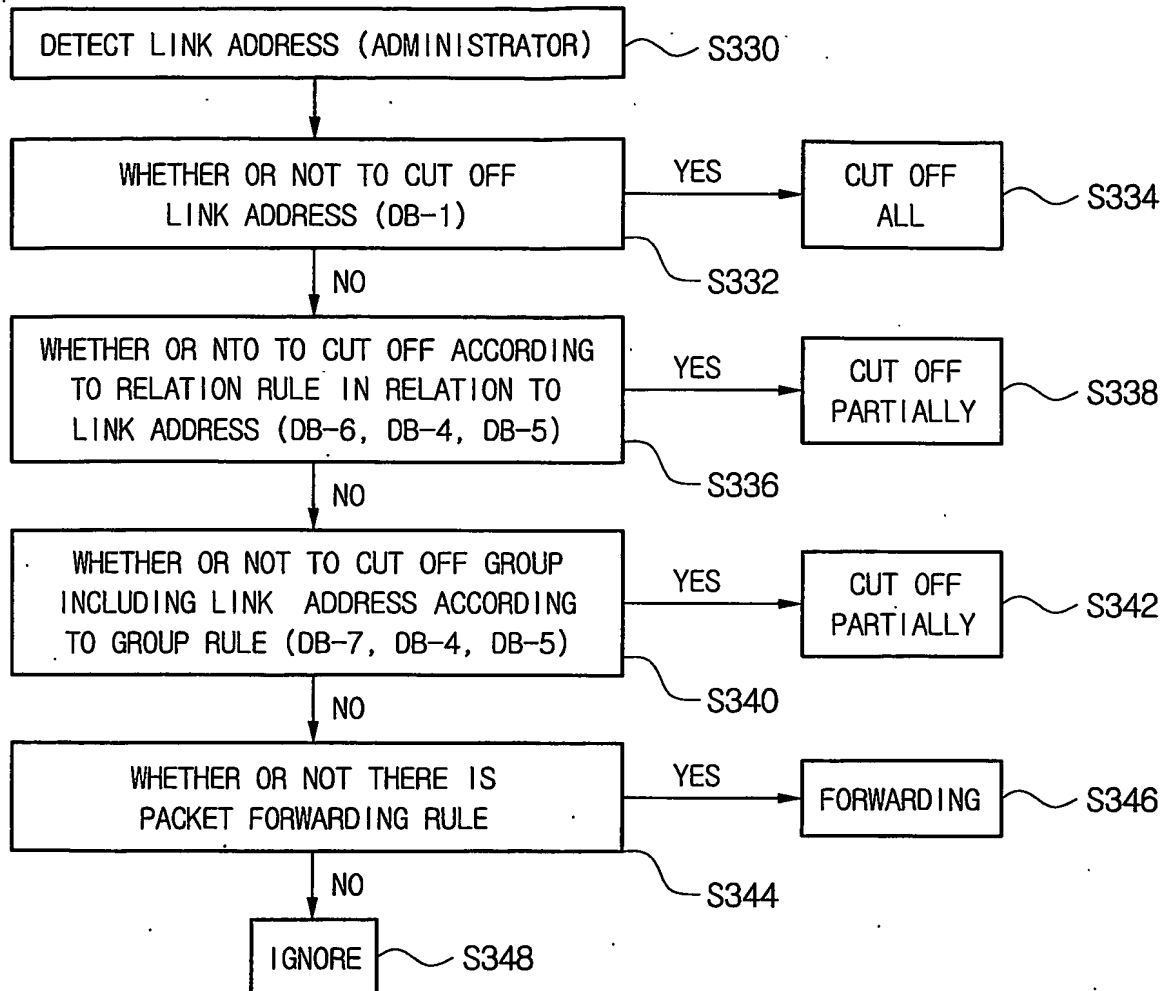 DETECT LINK ADDRESS (ADMINISTRATOR)
S330
WHETHER OR NOT TO CUT OFF
LINK ADDRESS (DB-1)
YES
CUT OFF
ALL
S334
S332
NO
WHETHER OR NTO TO CUT OFF ACCORDING
TO RELATION RULE IN RELATION TO
LINK ADDRESS (DB-6, DB-4, DB-5)
YES
CUT OFF
PARTIALLY
S338
S336
NO
WHETHER OR NOT TO CUT OFF GROUP
INCLUDING LINK ADDRESS ACCORDING
TO GROUP RULE (DB-7, DB-4, DB-5)
YES
CUT OFF
PARTIALLY
S342
S340
NO
WHETHER OR NOT THERE IS
PACKET FORWARDING RULE
YES
FORWARDING
S346
S344
NO
IGNORE
S348